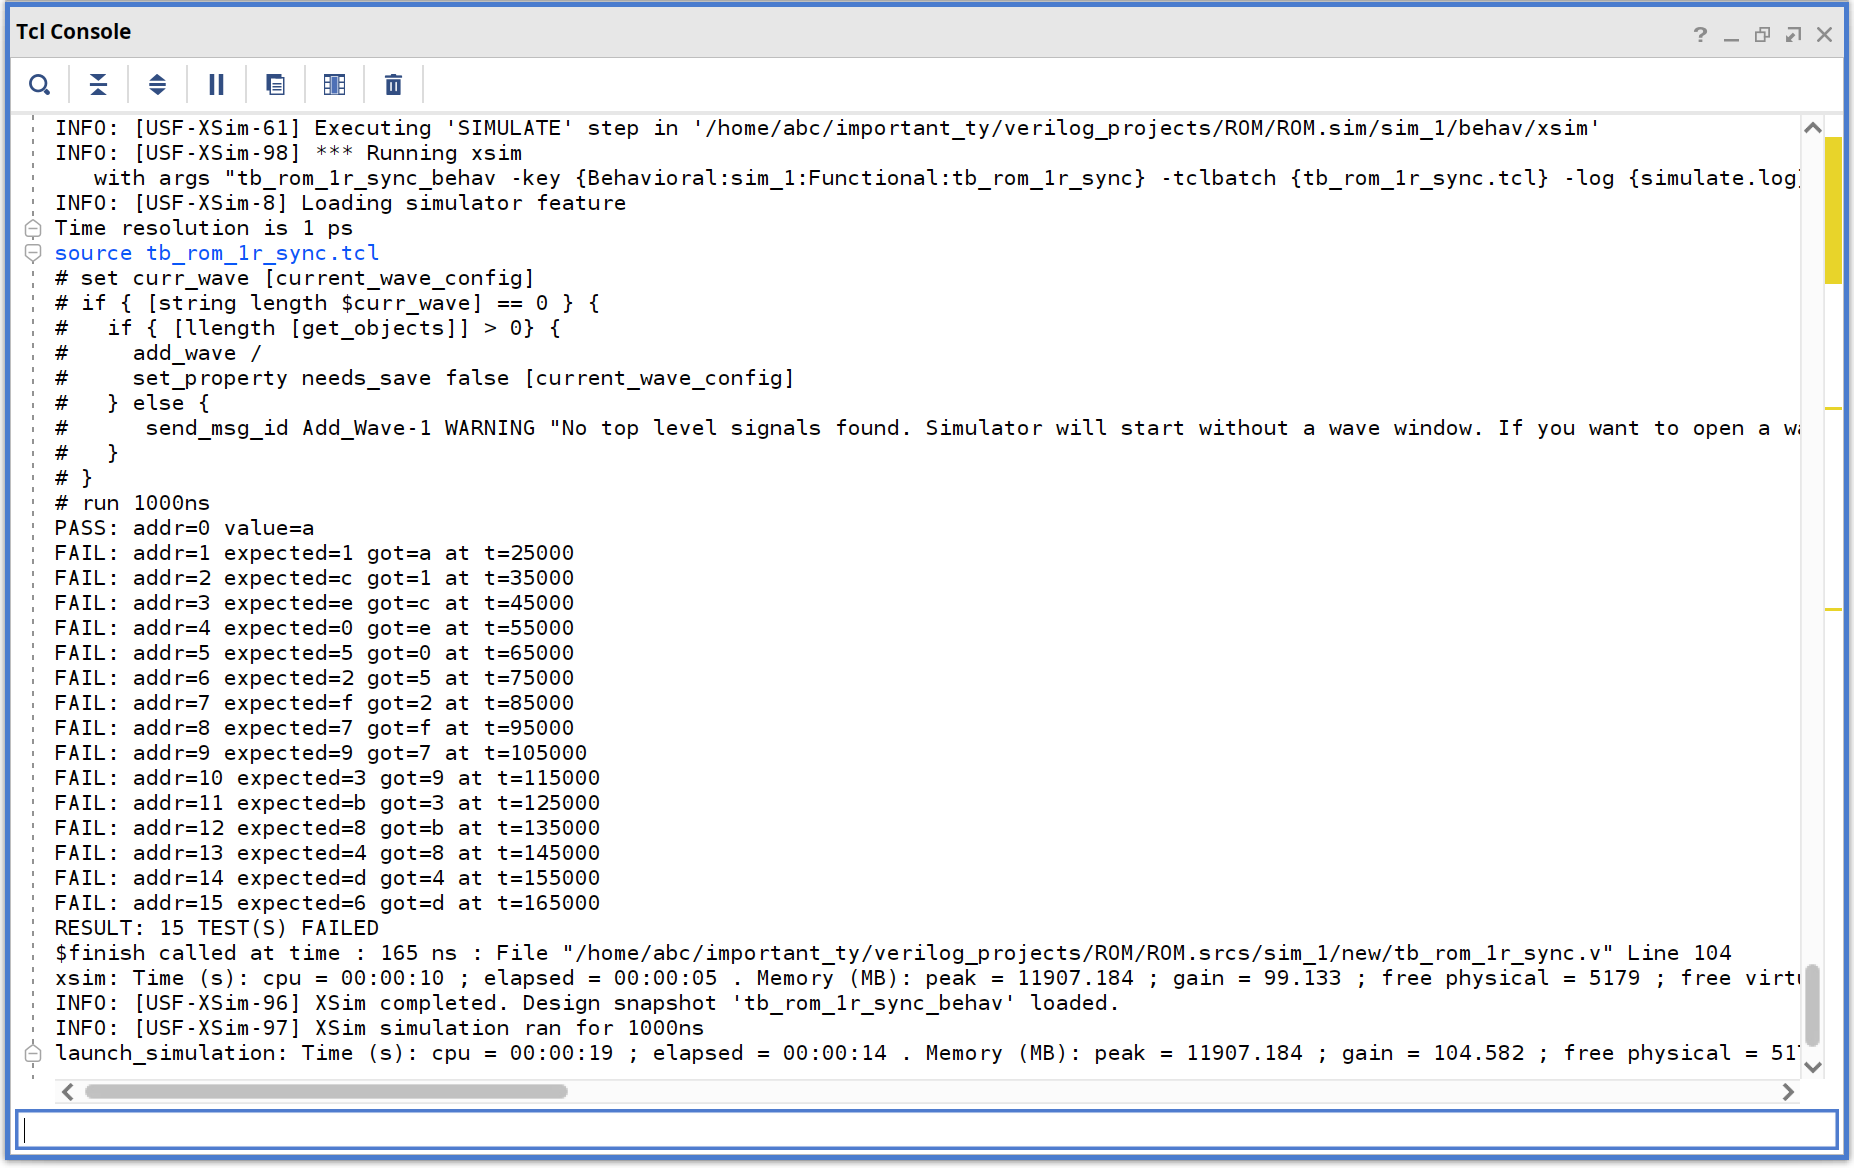 Tcl Console
INFO: [USF-XSim-61] Executing 'SIMULATE' step in '/home/abc/important_ty/verilog_projects/ROM/ROM.sim/sim_1/behav/xsim'
INFO: [USF-XSim-98] *** Running xsim
   with args "tb_rom_1r_sync_behav -key {Behavioral:sim_1:Functional:tb_rom_1r_sync} -tclbatch {tb_rom_1r_sync.tcl} -log {simulate.log}
INFO: [USF-XSim-8] Loading simulator feature
Time resolution is 1 ps
source tb_rom_1r_sync.tcl
# set curr_wave [current_wave_config]
# if { [string length $curr_wave] == 0 } {
#   if { [llength [get_objects]] > 0} {
#     add_wave /
#     set_property needs_save false [current_wave_config]
#   } else {
#      send_msg_id Add_Wave-1 WARNING "No top level signals found. Simulator will start without a wave window. If you want to open a
#   }
# }
# run 1000ns
PASS: addr=0 value=a
FAIL: addr=1 expected=1 got=a at t=25000
FAIL: addr=2 expected=c got=1 at t=35000
FAIL: addr=3 expected=e got=c at t=45000
FAIL: addr=4 expected=0 got=e at t=55000
FAIL: addr=5 expected=5 got=0 at t=65000
FAIL: addr=6 expected=2 got=5 at t=75000
FAIL: addr=7 expected=f got=2 at t=85000
FAIL: addr=8 expected=7 got=f at t=95000
FAIL: addr=9 expected=9 got=7 at t=105000
FAIL: addr=10 expected=3 got=9 at t=115000
FAIL: addr=11 expected=b got=3 at t=125000
FAIL: addr=12 expected=8 got=b at t=135000
FAIL: addr=13 expected=4 got=8 at t=145000
FAIL: addr=14 expected=d got=4 at t=155000
FAIL: addr=15 expected=6 got=d at t=165000
RESULT: 15 TEST(S) FAILED
$finish called at time : 165 ns : File "/home/abc/important_ty/verilog_projects/ROM/ROM.srcs/sim_1/new/tb_rom_1r_sync.v" Line 104
xsim: Time (s): cpu = 00:00:10 ; elapsed = 00:00:05 . Memory (MB): peak = 11907.184 ; gain = 99.133 ; free physical = 5179 ; free
INFO: [USF-XSim-96] XSim completed. Design snapshot 'tb_rom_1r_sync_behav' loaded.
INFO: [USF-XSim-97] XSim simulation ran for 1000ns
launch_simulation: Time (s): cpu = 00:00:19 ; elapsed = 00:00:14 . Memory (MB): peak = 11907.184 ; gain = 104.582 ; free physical =